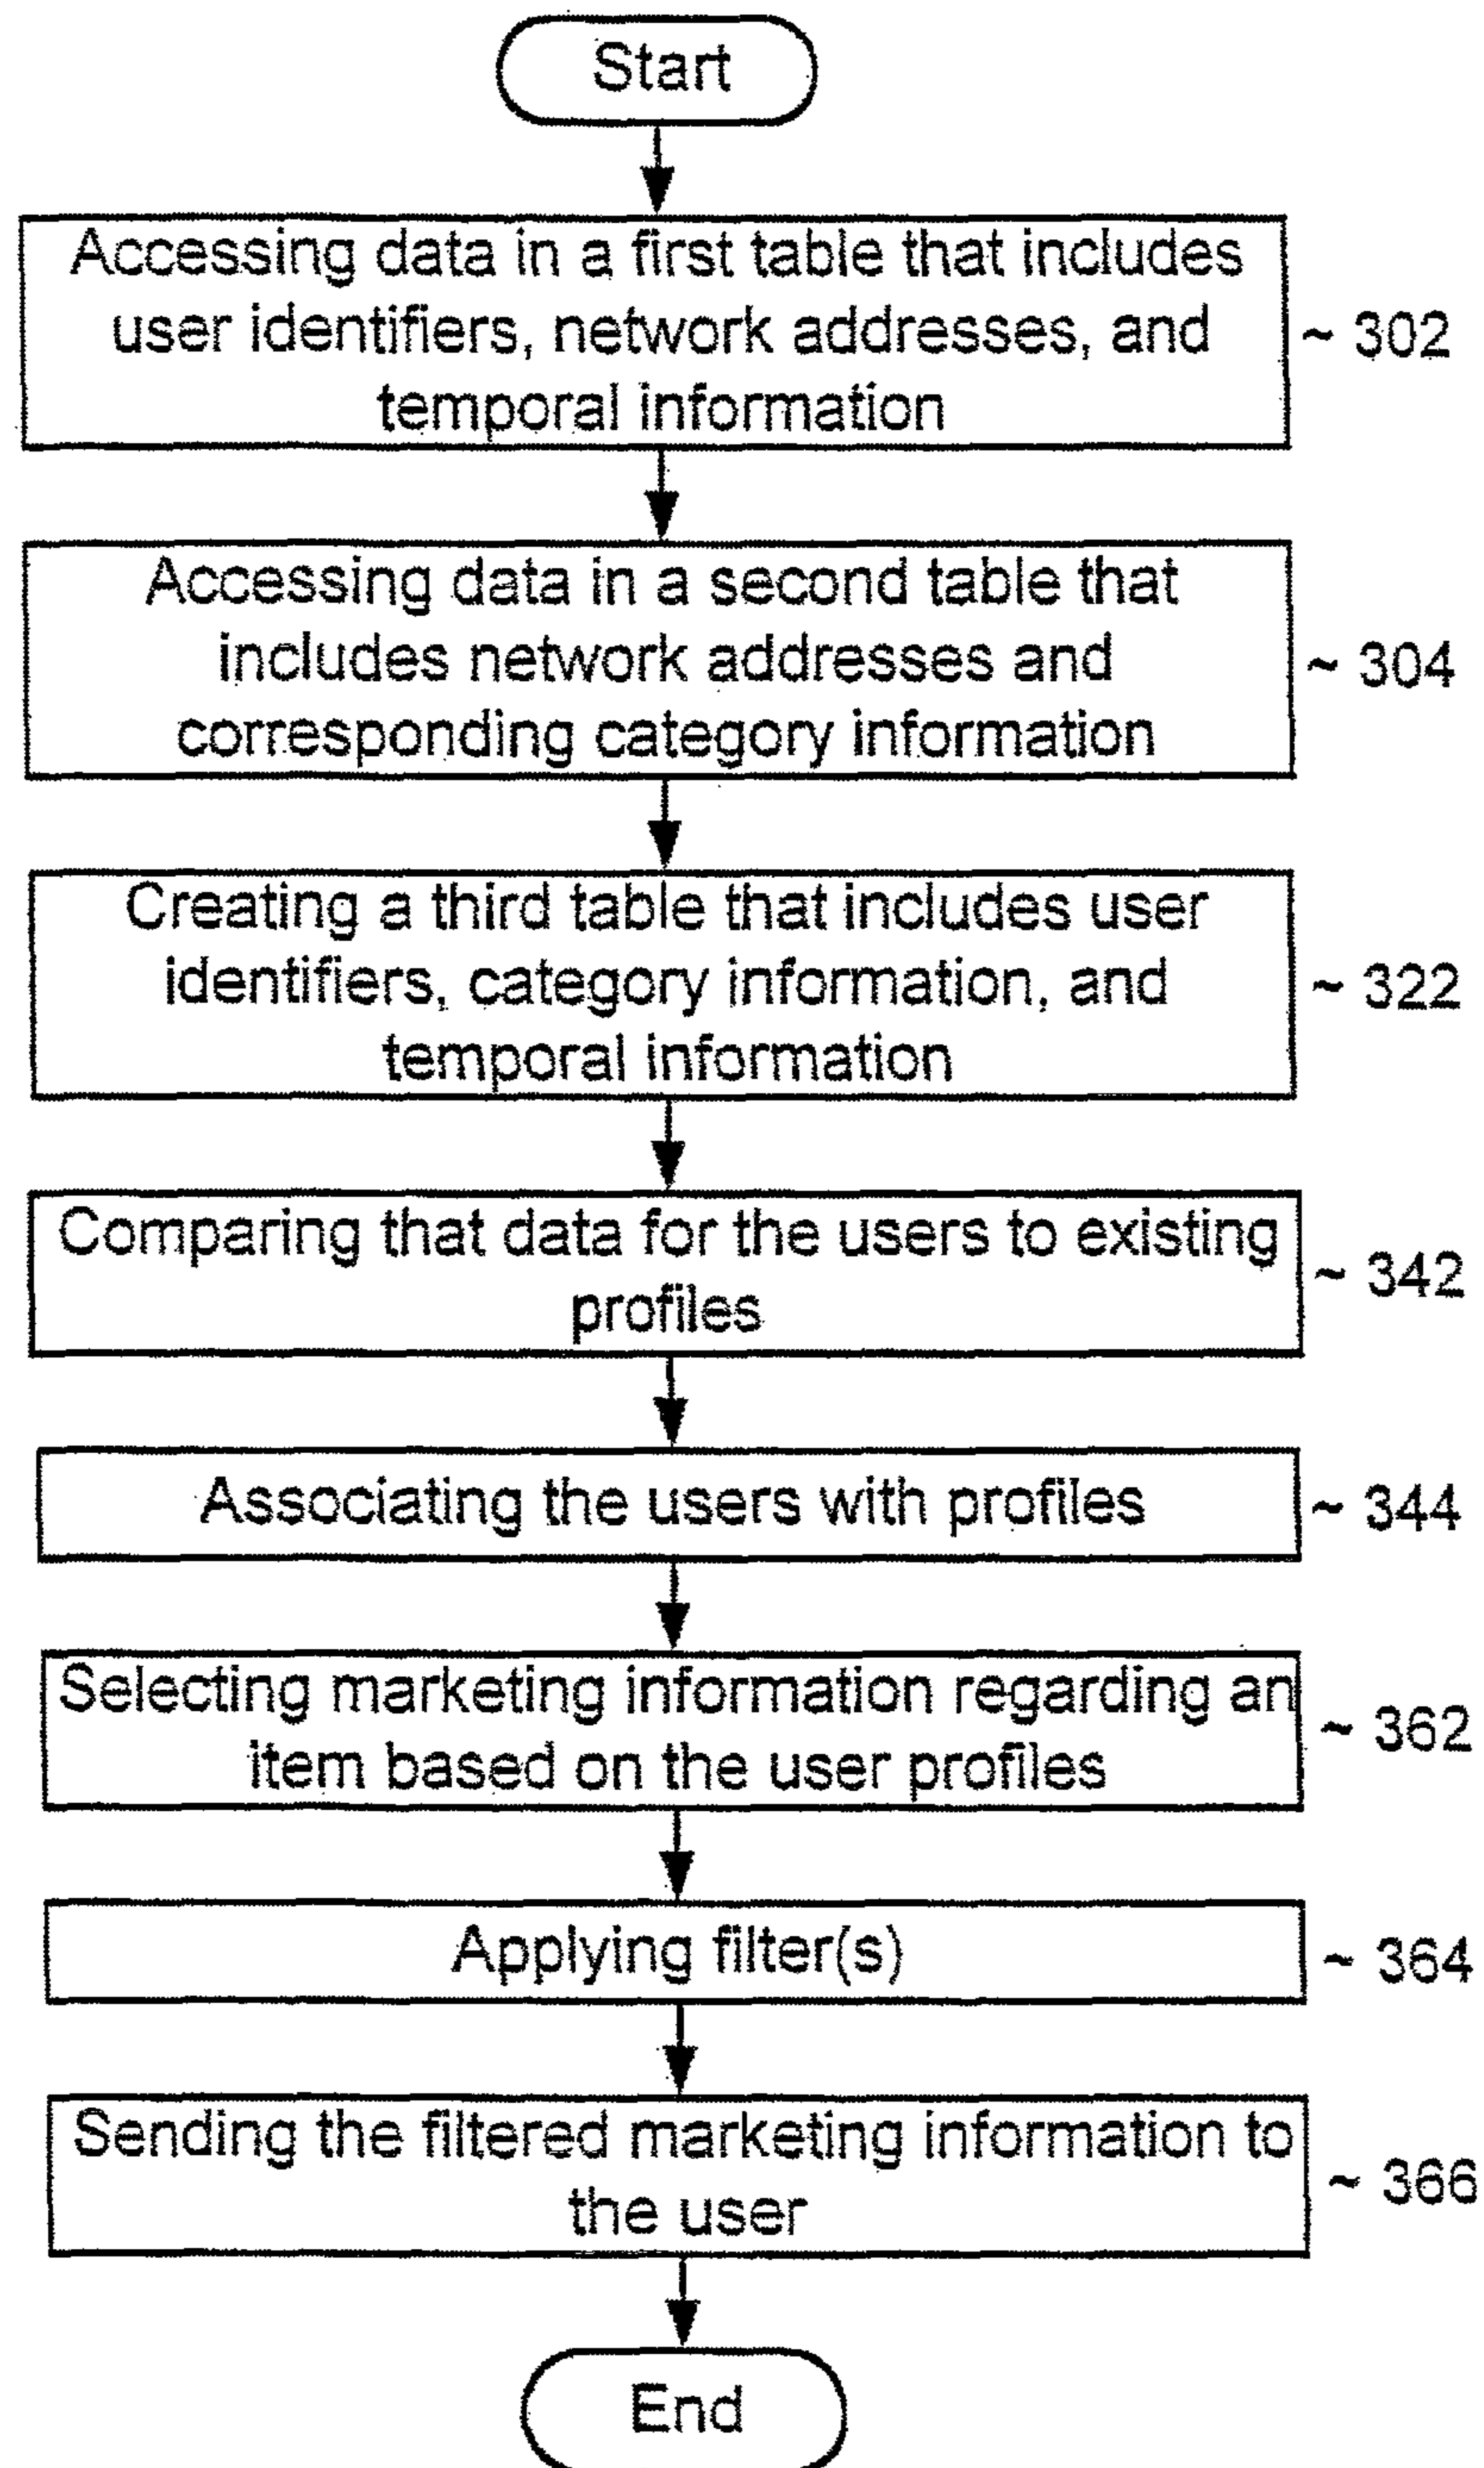 Start
Accessing data in a first table that includes
user identifiers, network addresses, and
temporal information
~ 302
Accessing data in a second table that
includes network addresses and
corresponding category information
~ 304
Creating a third table that includes user
identifiers, category information, and
temporal information
~ 322
Comparing that data for the users to existing
profiles
~ 342
Associating the users with profiles
~ 344
Selecting marketing information regarding an
item based on the user profiles
~ 362
Applying filter(s)
~ 364
Sending the filtered marketing information to
the user
~ 366
End